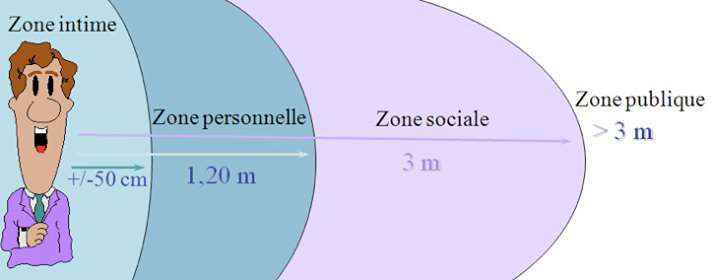 Zone intime
Zone personnelle
Zone sociale
Zone publique
> 3 m
+/-50 cm
1,20 m
3 m